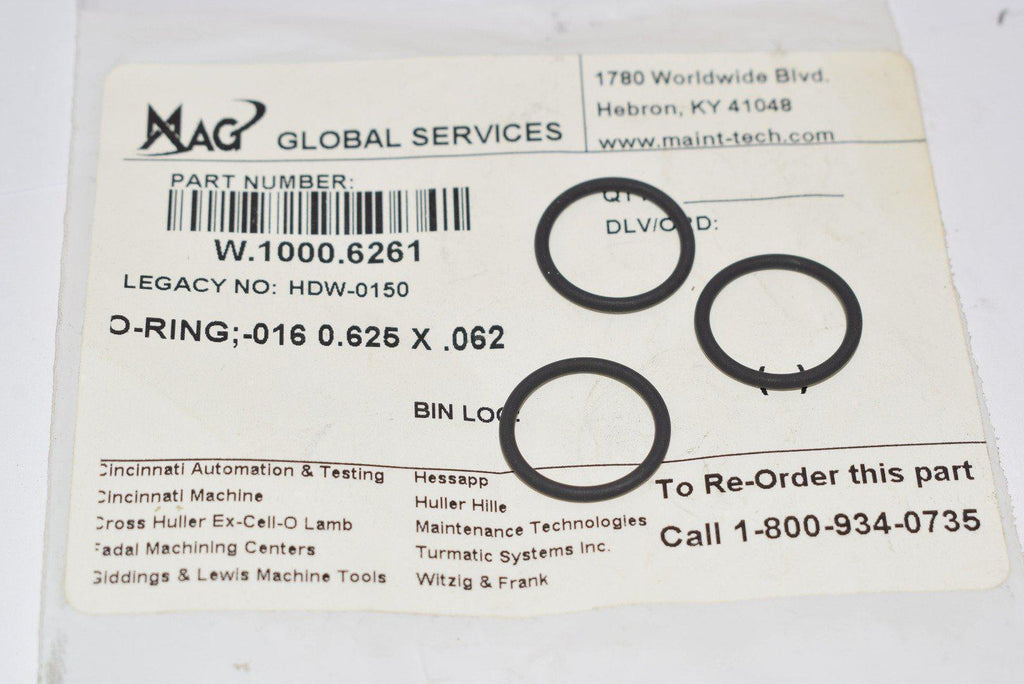 MAG GLOBAL SERVICES
1780 Worldwide Blvd.
Hebron, KY 41048
www.maint-tech.com
PART NUMBER:
W.1000.6261
LEGACY NO: HDW-0150
O-RING;-016 0.625 X .062
DLV/ORD:
BIN LOC:
Cincinnati Automation & Testing
Cincinnati Machine
Cross Huller Ex-Cell-O Lamb
Fadal Machining Centers
Giddings & Lewis Machine Tools
Hessapp
Huller Hille
Maintenance Technologies
Turmatic Systems Inc.
Witzig & Frank
To Re-Order this part
Call 1-800-934-0735